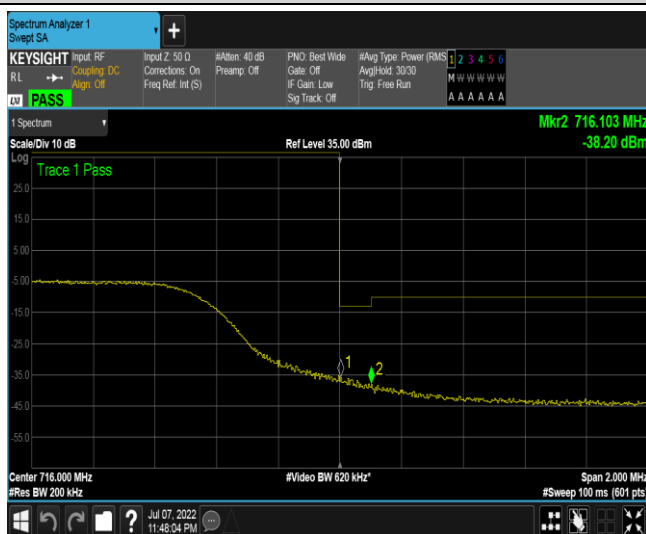 Spectrum Analyzer 1
Swept SA
+
KEYSIGHT
RL
LXI PASS
Input: RF
Coupling: DC
Align: Off
Input Z: 50 Ω
Corrections: On
Freq Ref: Int (S)
#Atten: 40 dB
Preamp: Off
PNO: Best Wide
Gate: Off
IF Gain: Low
Sig Track: Off
#Avg Type: Power (RMS
Avg|Hold: 30/30
Trig: Free Run
1 2 3 4 5 6
M W W W W W
A A A A A A
1 Spectrum
Mkr2 716.103 MHz
Scale/Div 10 dB
Ref Level 35.00 dBm
-38.20 dBm
Log
Trace 1 Pass
25.0
15.0
5.00
-5.00
-15.0
-25.0
-35.0
1
2
-45.0
-55.0
Center 716.000 MHz
#Video BW 620 kHz*
Span 2.000 MHz
#Res BW 200 kHz
#Sweep 100 ms (601 pts)
?
Jul 07, 2022
11:48:04 PM